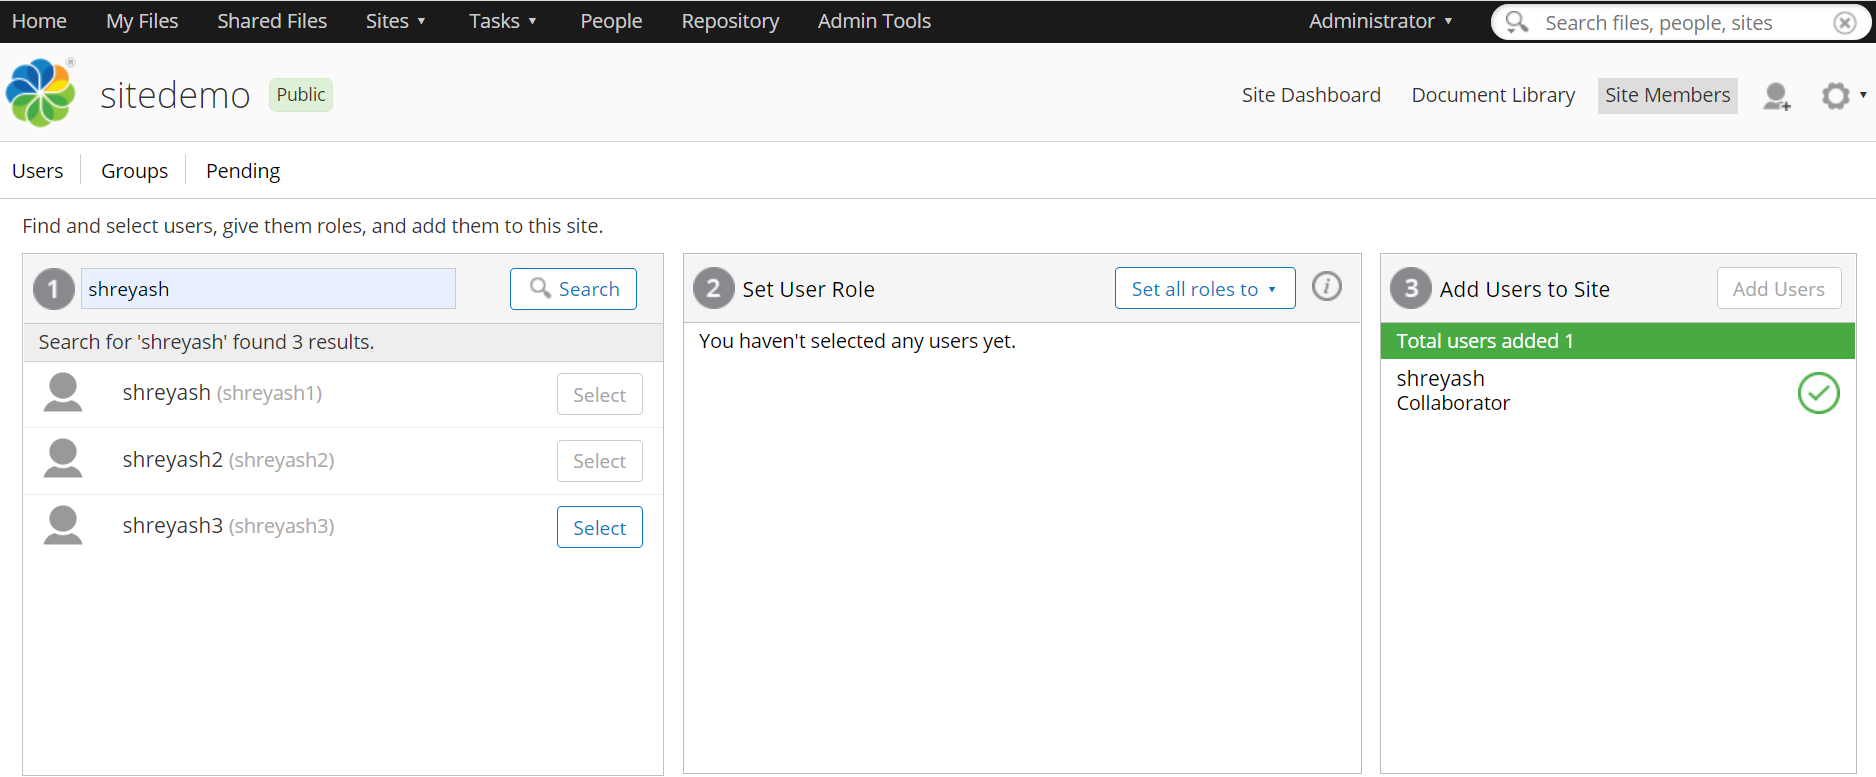 Home My Files Shared Files Sites Tasks People Repository Admin Tools Administrator Search files, people, sites
® sitedemo Public Site Dashboard Document Library Site Members
Users Groups Pending
Find and select users, give them roles, and add them to this site.
1 shreyash Search
Search for 'shreyash' found 3 results.
shreyash (shreyash1) Select
shreyash2 (shreyash2) Select
shreyash3 (shreyash3) Select
2 Set User Role Set all roles to i
You haven't selected any users yet.
3 Add Users to Site Add Users
Total users added 1
shreyash
Collaborator